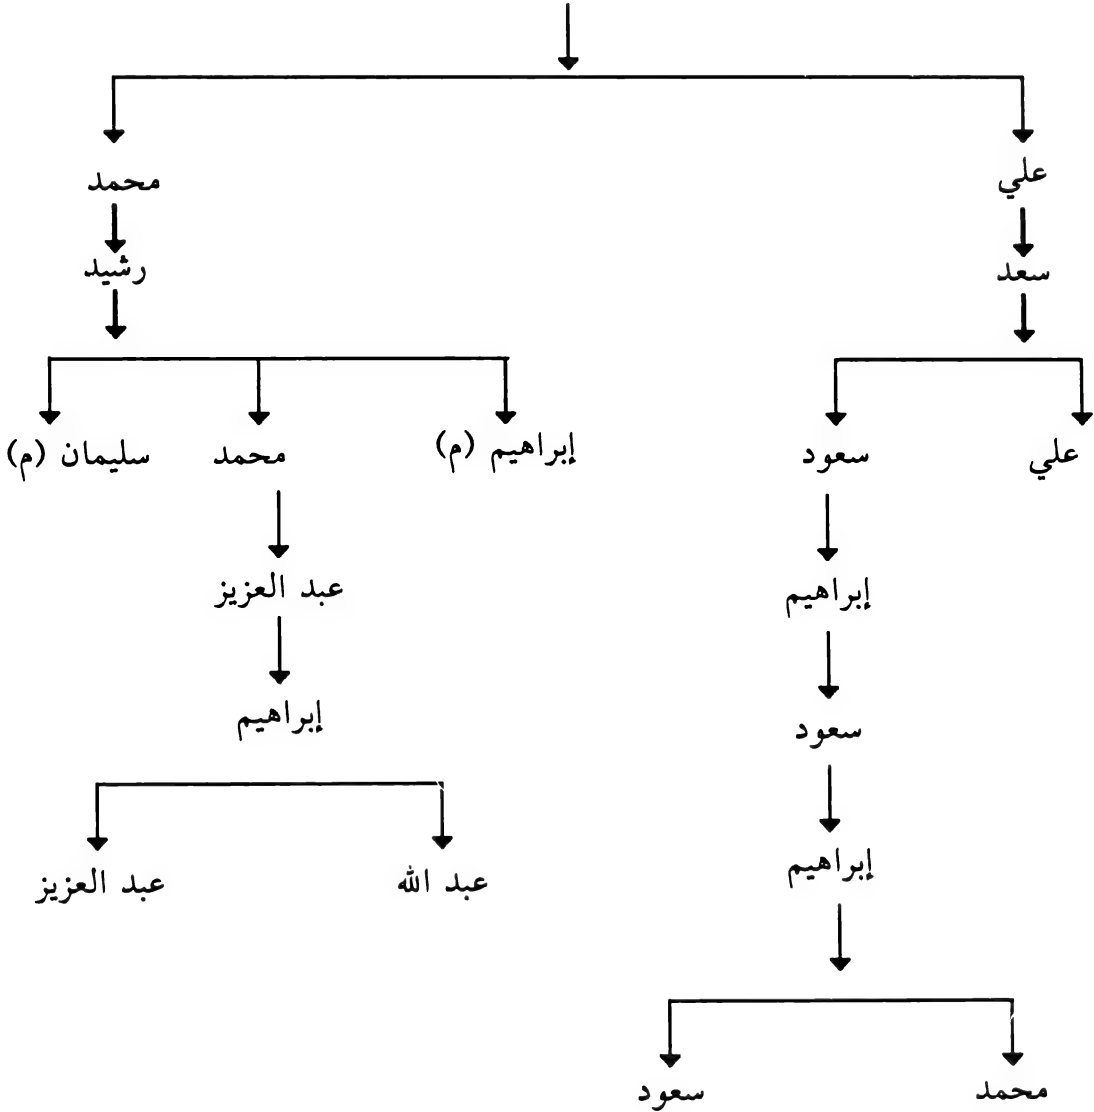 علي محمد
سعد رشيد
علي سعود إبراهيم (م) محمد سليمان (م)
إبراهيم عبد العزيز
سعود إبراهيم
إبراهيم عبد الله عبد العزيز
محمد سعود